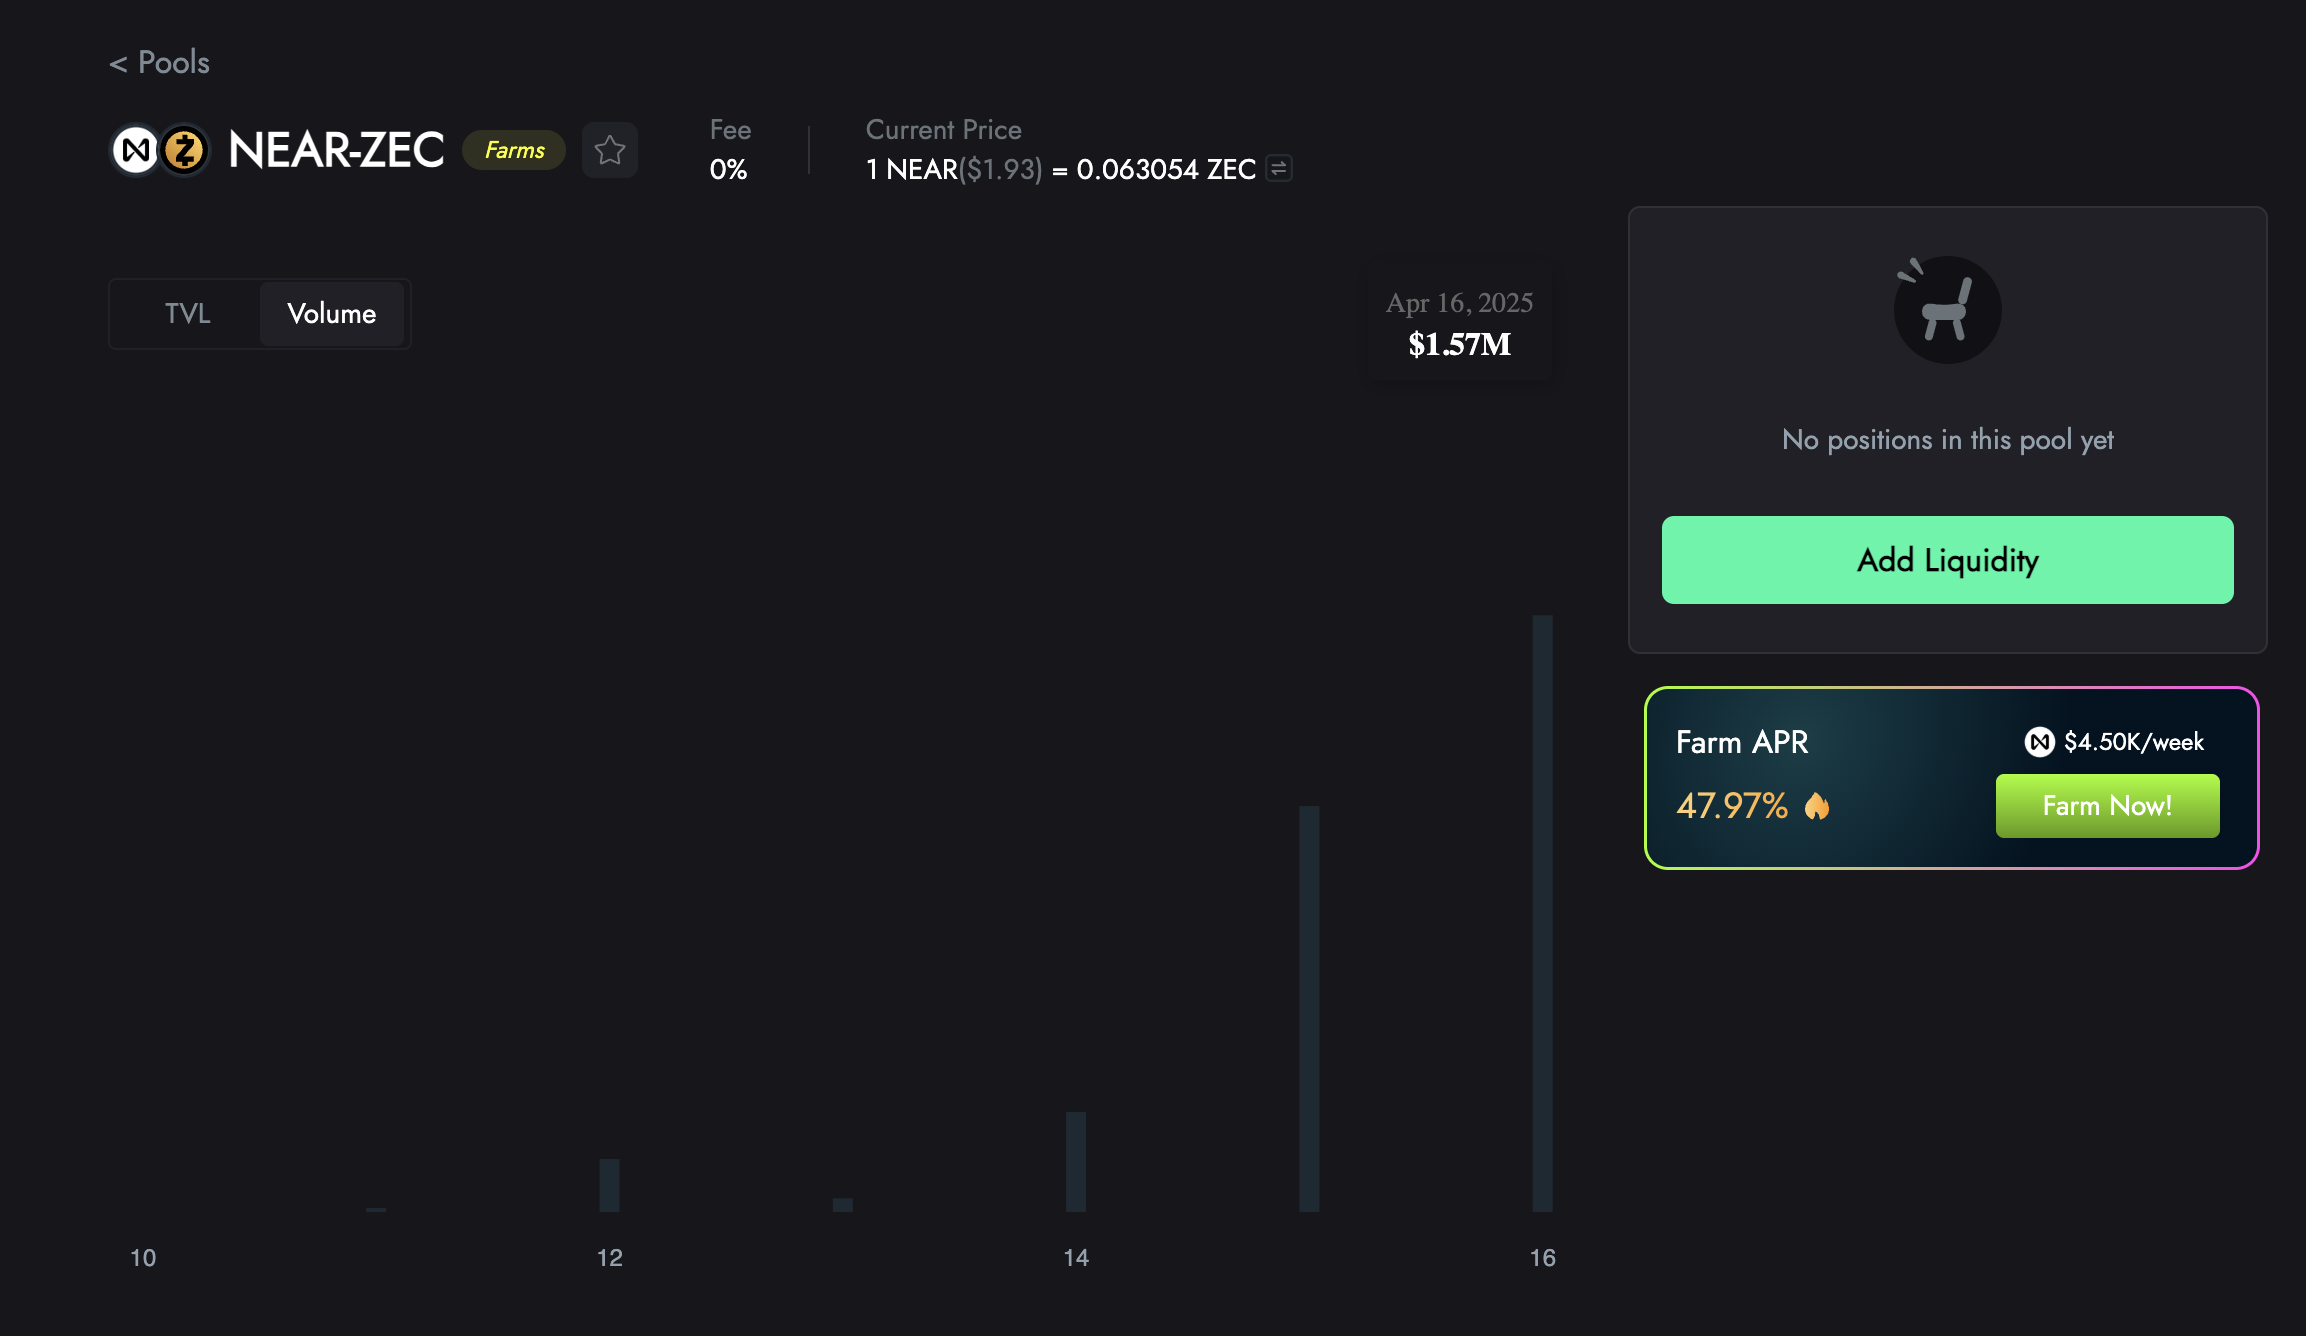 < Pools
NEAR-ZEC
Farms
Fee
0%
Current Price
1 NEAR($1.93) = 0.063054 ZEC
TVL
Volume
Apr 16, 2025
$1.57M
10
12
14
16
No positions in this pool yet
Add Liquidity
Farm APR
$4.50K/week
47.97%
Farm Now!